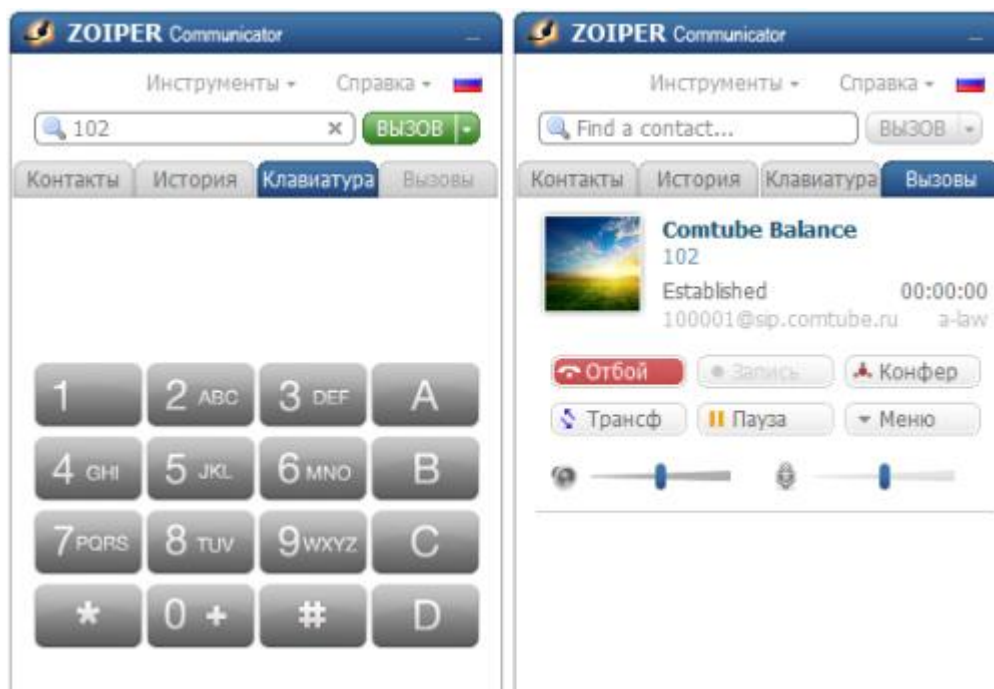 ZOIPER Communicator
Инструменты Справка
102 ВЫЗОВ
Контакты История Клавиатура Вызовы
1 2 ABC 3 DEF A
4 GHI 5 JKL 6 MNO B
7 PQRS 8 TUV 9 WXYZ C
* 0 + # D
ZOIPER Communicator
Инструменты Справка
Find a contact... ВЫЗОВ
Контакты История Клавиатура Вызовы
Comtube Balance
102
Established 00:00:00
100001@sip.comtube.ru a-law
Отбой Запись Конфер
Трансф Пауза Меню